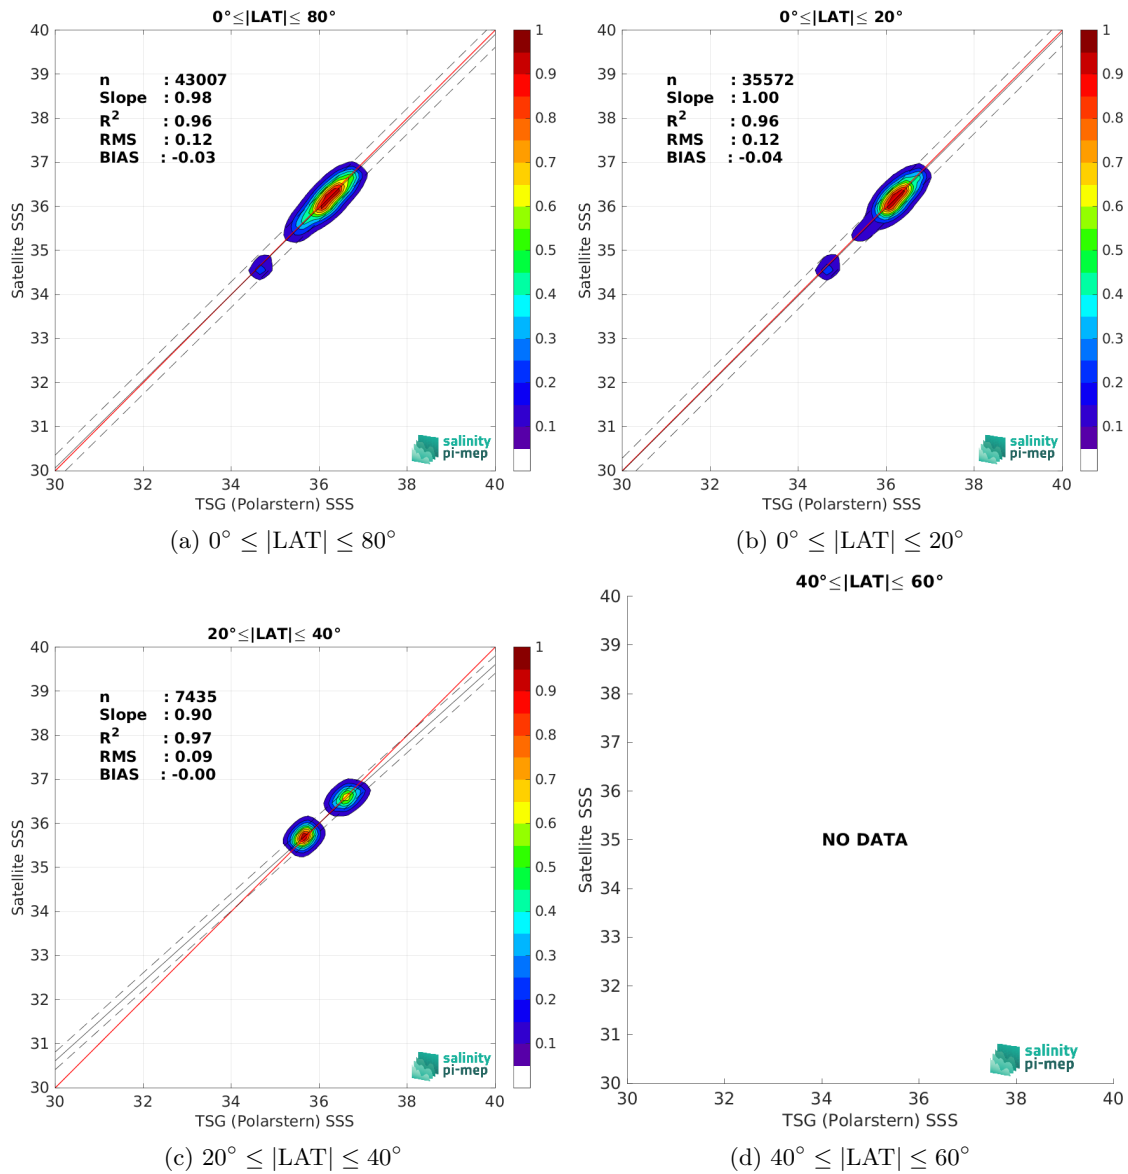 0°≤|LAT|≤ 80°
n : 43007
Slope : 0.98
R² : 0.96
RMS : 0.12
BIAS : -0.03
40
39
38
37
36
35
34
33
32
31
30
Satellite SSS
30 32 34 36 38 40
TSG (Polarstern) SSS
1
0.9
0.8
0.7
0.6
0.5
0.4
0.3
0.2
0.1
salinity
pi-mep
(a) 0° ≤ |LAT| ≤ 80°
0°≤|LAT|≤ 20°
n : 35572
Slope : 1.00
R² : 0.96
RMS : 0.12
BIAS : -0.04
40
39
38
37
36
35
34
33
32
31
30
Satellite SSS
30 32 34 36 38 40
TSG (Polarstern) SSS
1
0.9
0.8
0.7
0.6
0.5
0.4
0.3
0.2
0.1
salinity
pi-mep
(b) 0° ≤ |LAT| ≤ 20°
20°≤|LAT|≤ 40°
n : 7435
Slope : 0.90
R² : 0.97
RMS : 0.09
BIAS : -0.00
40
39
38
37
36
35
34
33
32
31
30
Satellite SSS
30 32 34 36 38 40
TSG (Polarstern) SSS
1
0.9
0.8
0.7
0.6
0.5
0.4
0.3
0.2
0.1
salinity
pi-mep
(c) 20° ≤ |LAT| ≤ 40°
40°≤|LAT|≤ 60°
40
39
38
37
36
35
34
33
32
31
30
Satellite SSS
NO DATA
30 32 34 36 38 40
TSG (Polarstern) SSS
salinity
pi-mep
(d) 40° ≤ |LAT| ≤ 60°